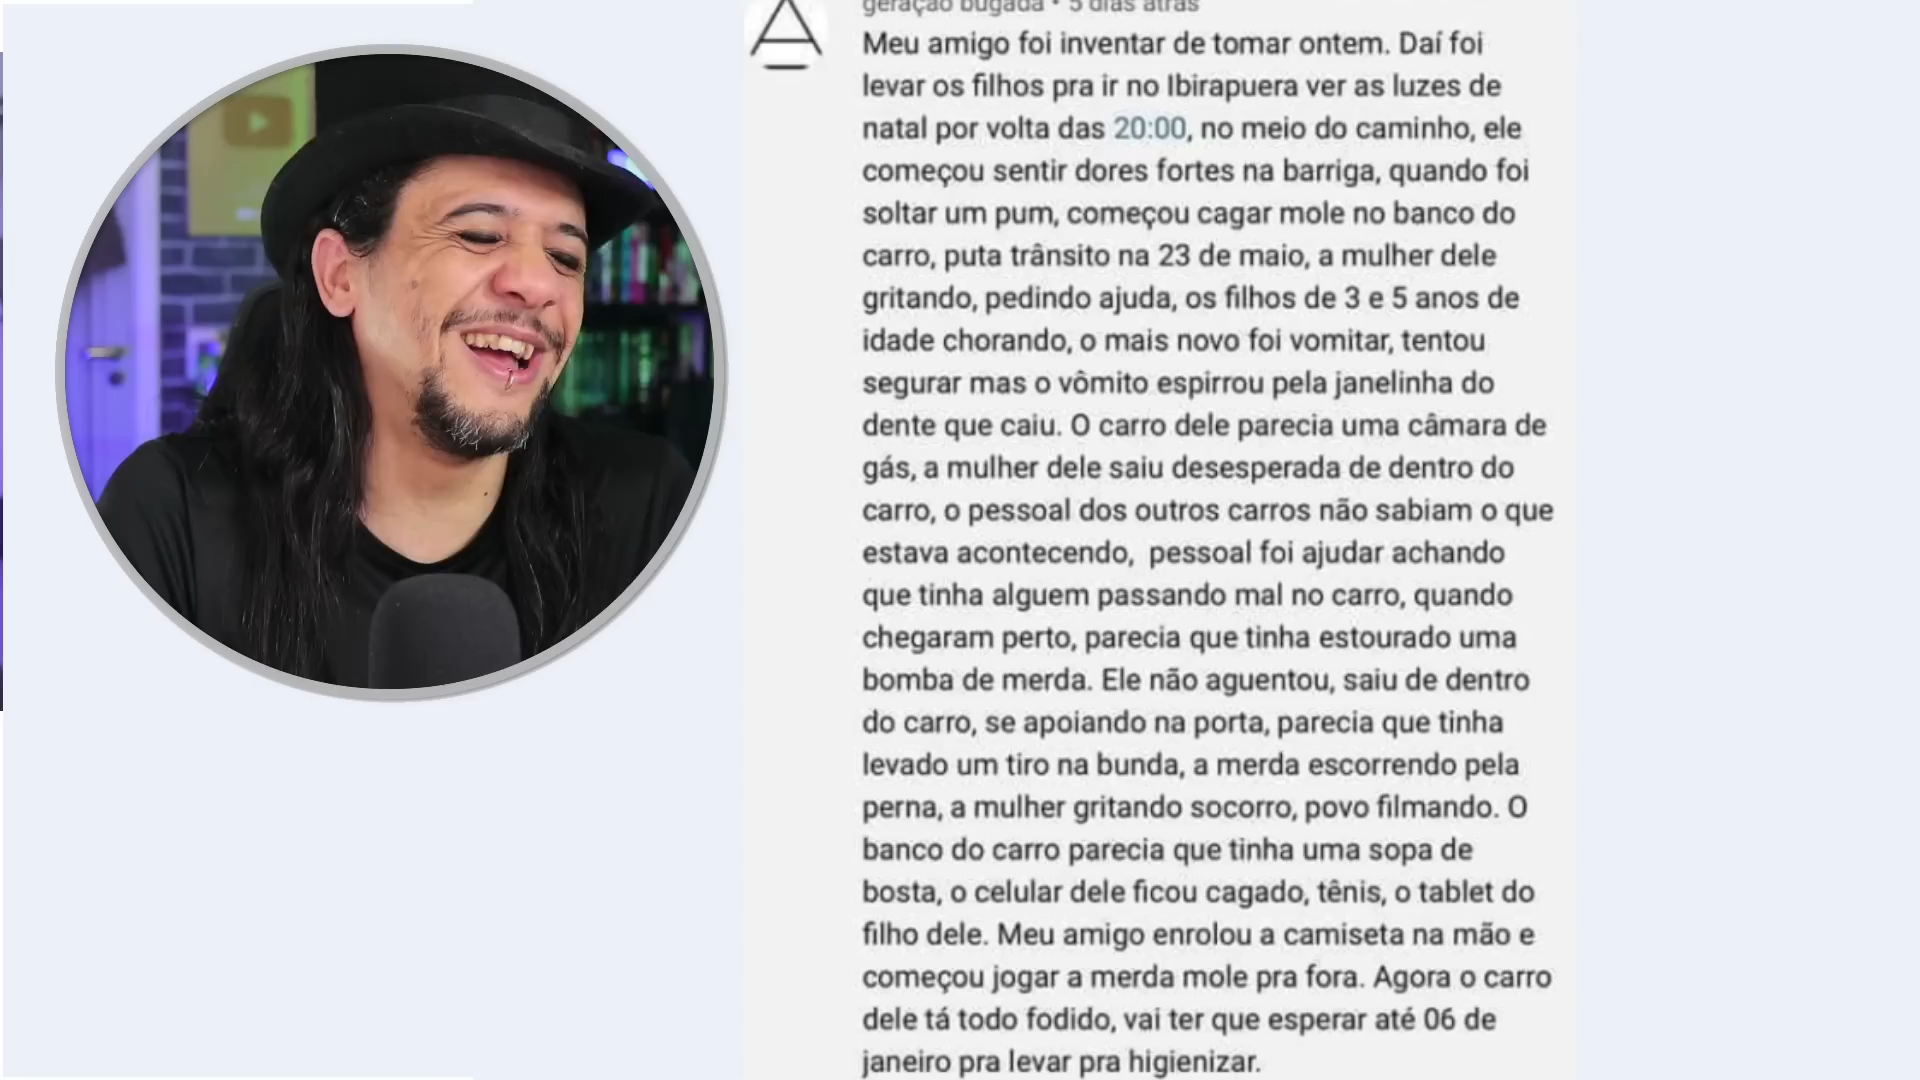 geração bugada • 5 dias atrás
Meu amigo foi inventar de tomar ontem. Daí foi
levar os filhos pra ir no Ibirapuera ver as luzes de
natal por volta das 20:00, no meio do caminho, ele
começou sentir dores fortes na barriga, quando foi
soltar um pum, começou cagar mole no banco do
carro, puta trânsito na 23 de maio, a mulher dele
gritando, pedindo ajuda, os filhos de 3 e 5 anos de
idade chorando, o mais novo foi vomitar, tentou
segurar mas o vômito espirrou pela janelinha do
dente que caiu. O carro dele parecia uma câmara de
gás, a mulher dele saiu desesperada de dentro do
carro, o pessoal dos outros carros não sabiam o que
estava acontecendo,  pessoal foi ajudar achando
que tinha alguem passando mal no carro, quando
chegaram perto, parecia que tinha estourado uma
bomba de merda. Ele não aguentou, saiu de dentro
do carro, se apoiando na porta, parecia que tinha
levado um tiro na bunda, a merda escorrendo pela
perna, a mulher gritando socorro, povo filmando. O
banco do carro parecia que tinha uma sopa de
bosta, o celular dele ficou cagado, tênis, o tablet do
filho dele. Meu amigo enrolou a camiseta na mão e
começou jogar a merda mole pra fora. Agora o carro
dele tá todo fodido, vai ter que esperar até 06 de
janeiro pra levar pra higienizar.